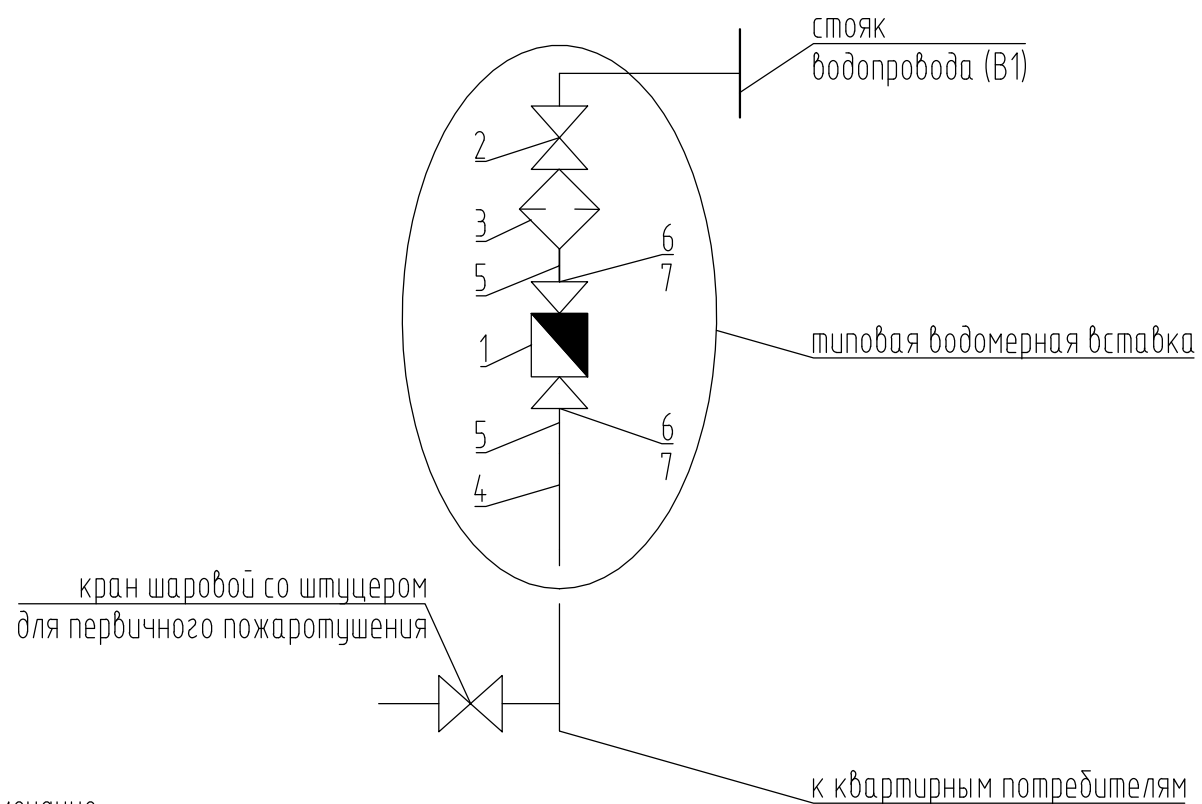 стояк
водопровода (В1)
2
3
6
5
7
1
типовая водомерная вставка
6
5
7
4
кран шаровой со штуцером
для первичного пожаротушения
к квартирным потребителям